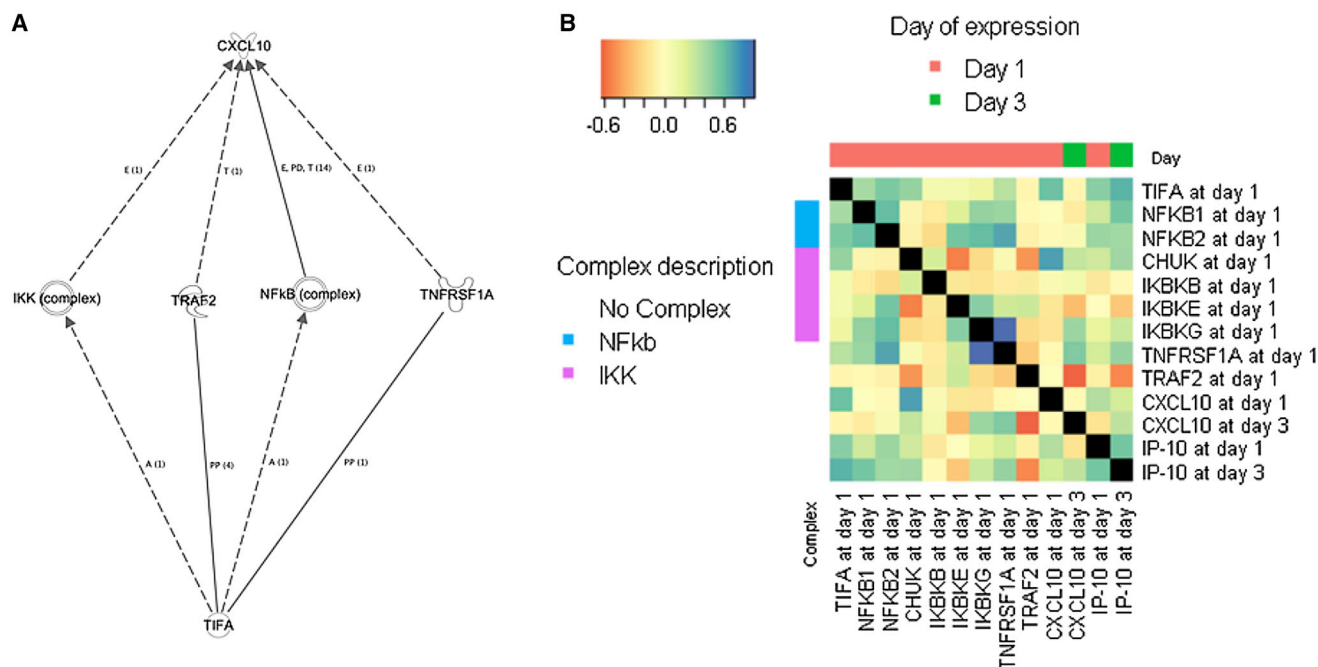 A
CXCL10
E (1)
T (1)
E, PD, T (14)
E (1)
IKK (complex)
TRAF2
NFkB (complex)
TNFRSF1A
A (1)
PP (4)
A (1)
PP (1)
TIFA
B
-0.6
0.0
0.6
Day of expression
Day 1
Day 3
Complex description
No Complex
NFkb
IKK
Day
TIFA at day 1
NFKB1 at day 1
NFKB2 at day 1
CHUK at day 1
IKBKB at day 1
IKBKE at day 1
IKBKG at day 1
TNFRSF1A at day 1
TRAF2 at day 1
CXCL10 at day 1
CXCL10 at day 3
IP-10 at day 1
IP-10 at day 3
Complex
TIFA at day 1
NFKB1 at day 1
NFKB2 at day 1
CHUK at day 1
IKBKB at day 1
IKBKE at day 1
IKBKG at day 1
TNFRSF1A at day 1
TRAF2 at day 1
CXCL10 at day 1
CXCL10 at day 3
IP-10 at day 1
IP-10 at day 3